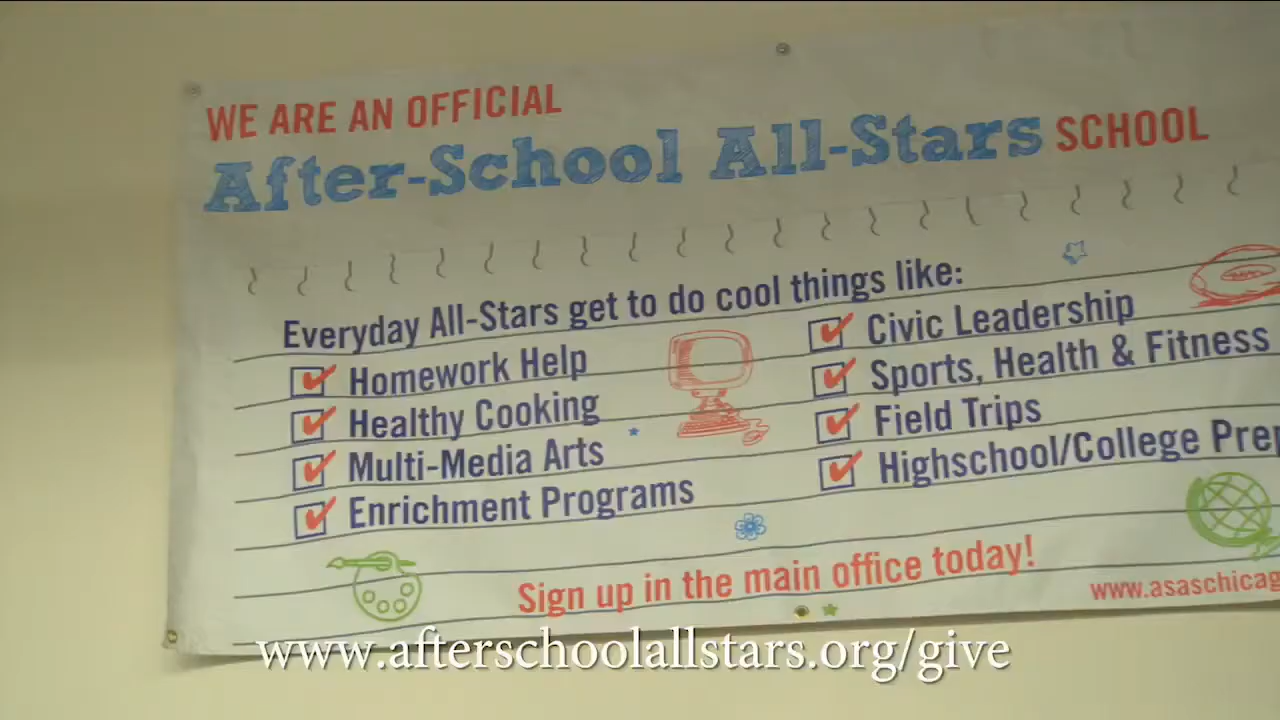 WE ARE AN OFFICIAL
After-School All-Stars SCHOOL
Everyday All-Stars get to do cool things like:
Homework Help
Healthy Cooking
Multi-Media Arts
Enrichment Programs
Civic Leadership
Sports, Health & Fitness
Field Trips
Highschool/College Prep
Sign up in the main office today!
www.asaschicag
www.afterschoolallstars.org/give